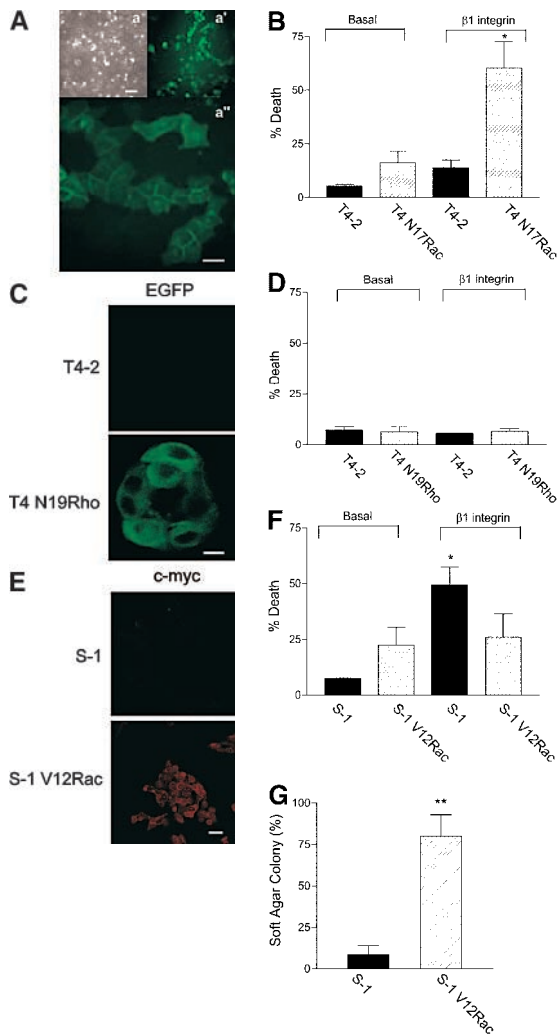 A
a
a'
a"
B
Basal
β1 integrin
*
75
50
25
0
% Death
T4-2
T4 N17Rac
T4-2
T4 N17Rac
C
EGFP
T4-2
T4 N19Rho
D
Basal
β1 integrin
75
50
25
0
% Death
T4-2
T4 N19Rho
T4-2
T4 N19Rho
E
c-myc
S-1
S-1 V12Rac
F
Basal
β1 integrin
*
75
50
25
0
% Death
S-1
S-1 V12Rac
S-1
S-1 V12Rac
G
**
100
75
50
25
0
Soft Agar Colony (%)
S-1
S-1 V12Rac